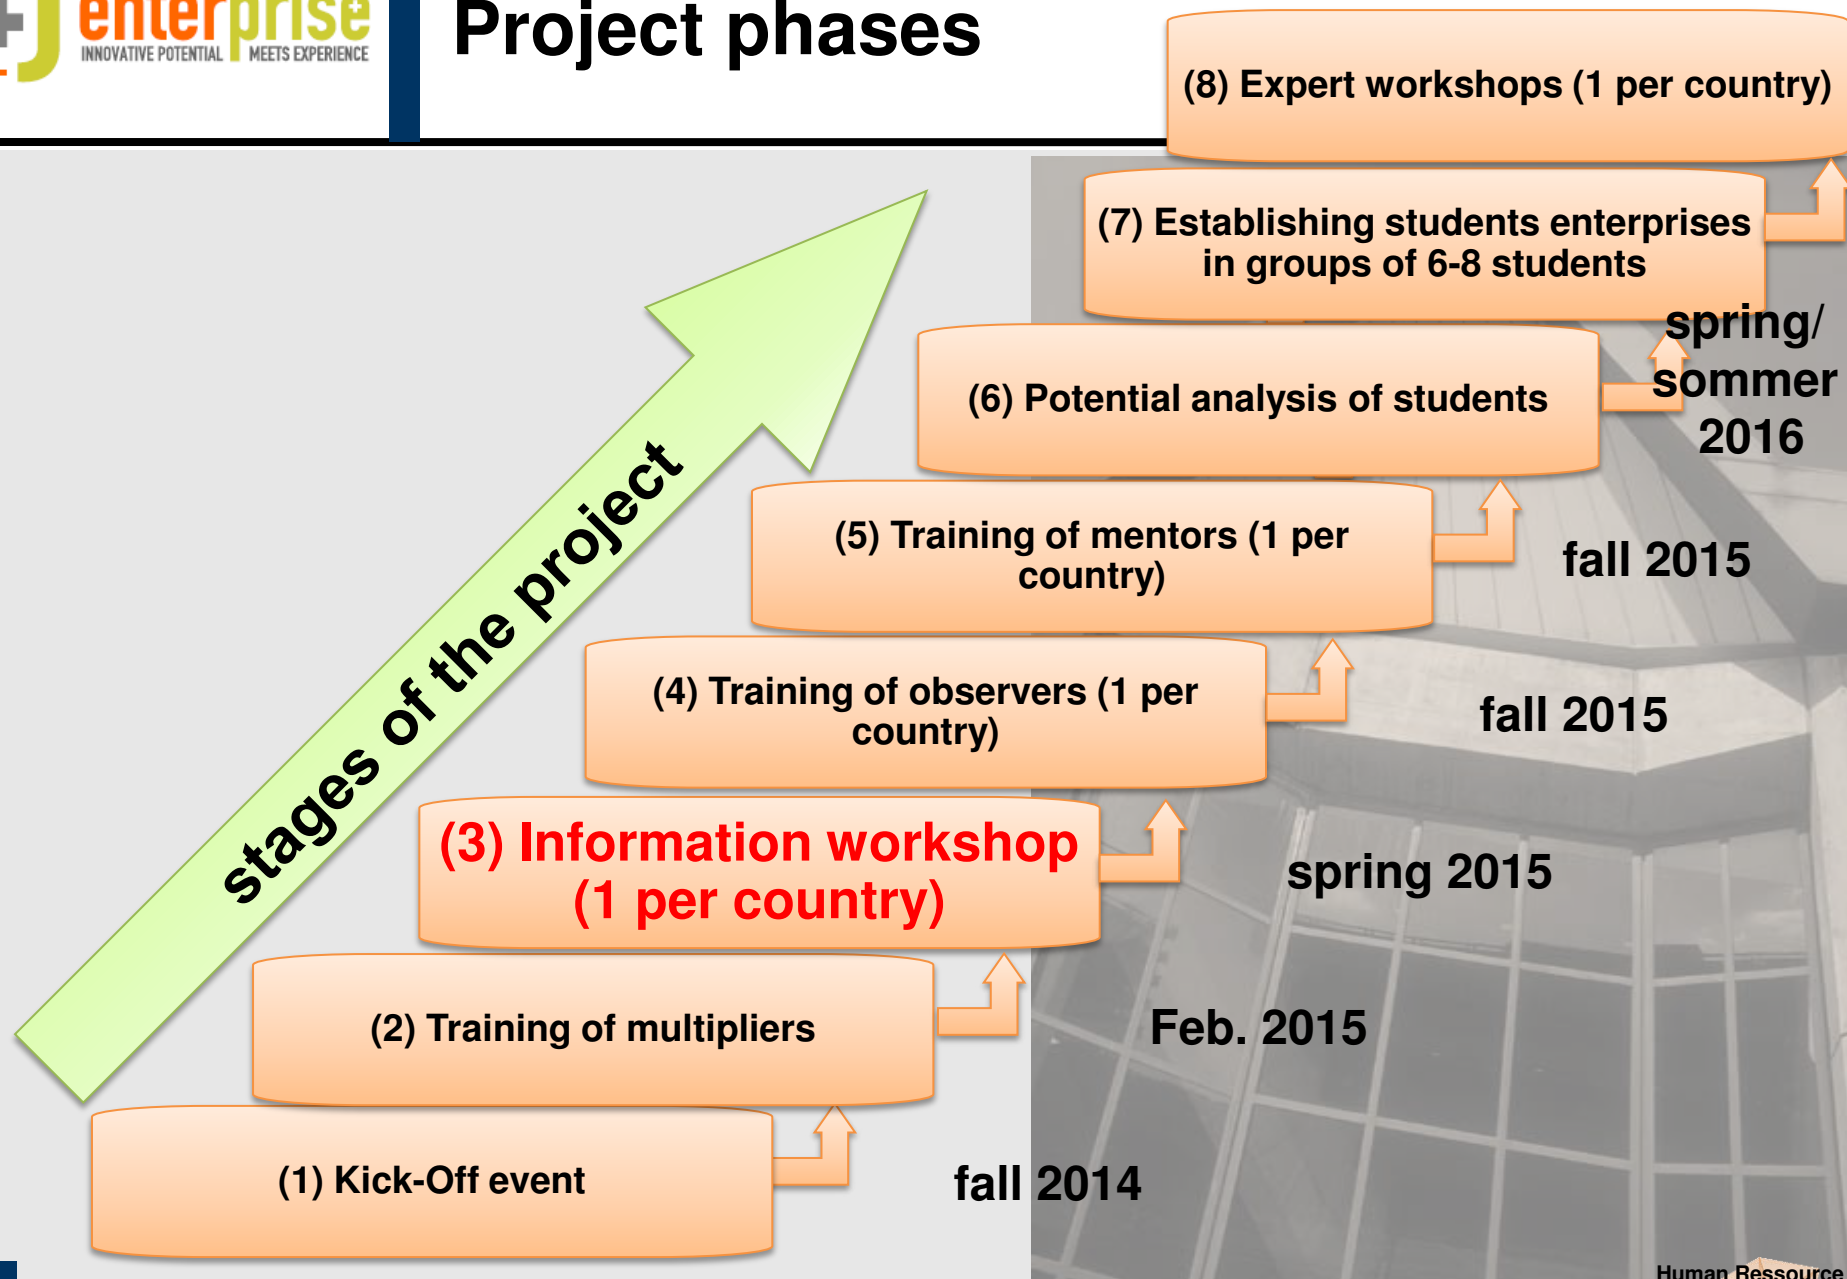 enterprise
INNOVATIVE POTENTIAL MEETS EXPERIENCE
Project phases
(8) Expert workshops (1 per country)
(7) Establishing students enterprises
in groups of 6-8 students
spring/
sommer
2016
(6) Potential analysis of students
(5) Training of mentors (1 per
country)
fall 2015
(4) Training of observers (1 per
country)
fall 2015
(3) Information workshop
(1 per country)
spring 2015
(2) Training of multipliers
Feb. 2015
(1) Kick-Off event
fall 2014
stages of the project
Human Ressource